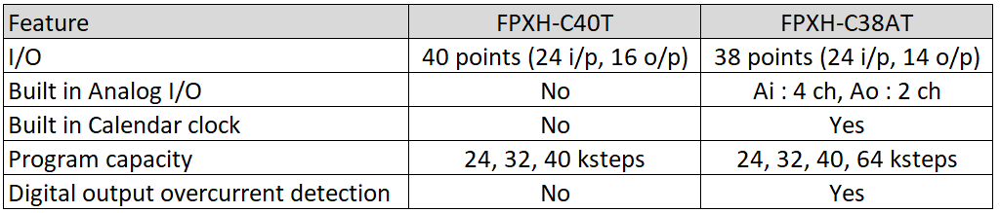 Feature FPXH-C40T FPXH-C38AT
I/O 40 points (24 i/p, 16 o/p) 38 points (24 i/p, 14 o/p)
Built in Analog I/O No Ai : 4 ch, Ao : 2 ch
Built in Calendar clock No Yes
Program capacity 24, 32, 40 ksteps 24, 32, 40, 64 ksteps
Digital output overcurrent detection No Yes